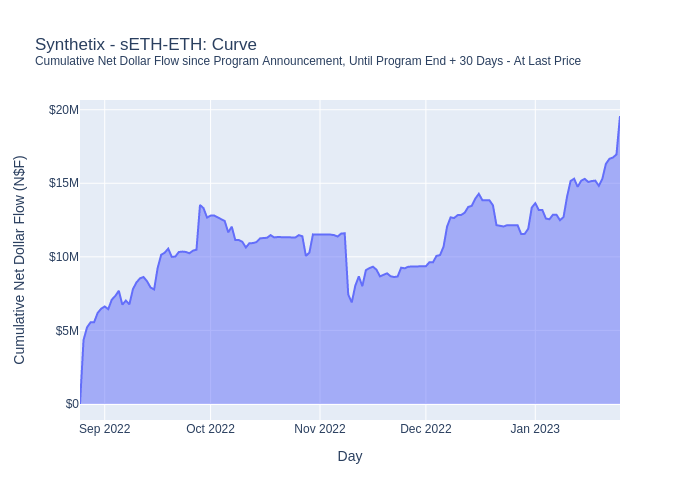 Synthetix - sETH-ETH: Curve
Cumulative Net Dollar Flow since Program Announcement, Until Program End + 30 Days - At Last Price
Cumulative Net Dollar Flow (N$F)
$20M
$15M
$10M
$5M
$0
Sep 2022
Oct 2022
Nov 2022
Dec 2022
Jan 2023
Day